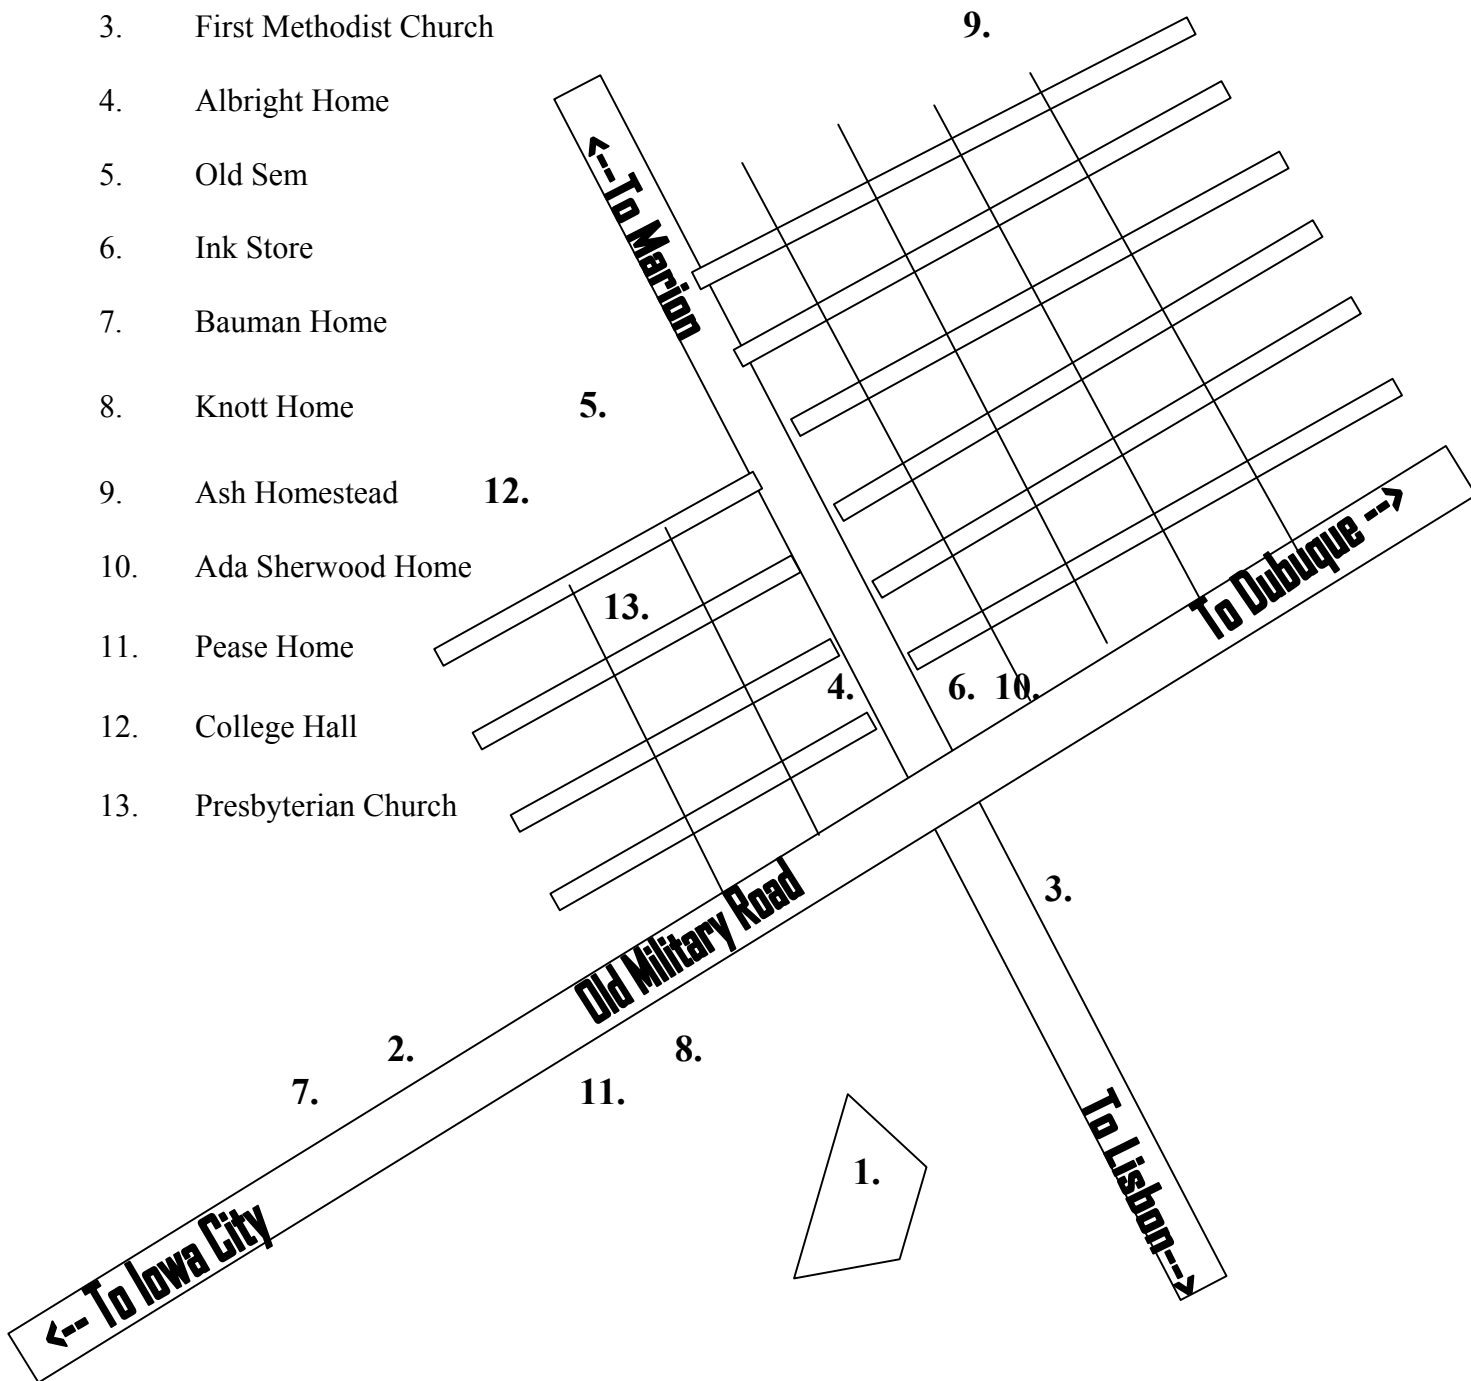 3. First Methodist Church
9.
4. Albright Home
<--To Marion
5. Old Sem
6. Ink Store
7. Bauman Home
8. Knott Home
5.
9. Ash Homestead
12.
10. Ada Sherwood Home
To Dubuque -->
13.
11. Pease Home
4.
6. 10.
12. College Hall
13. Presbyterian Church
3.
Old Military Road
2.
8.
7.
11.
1.
To Lisbon-->
<-- To Iowa City